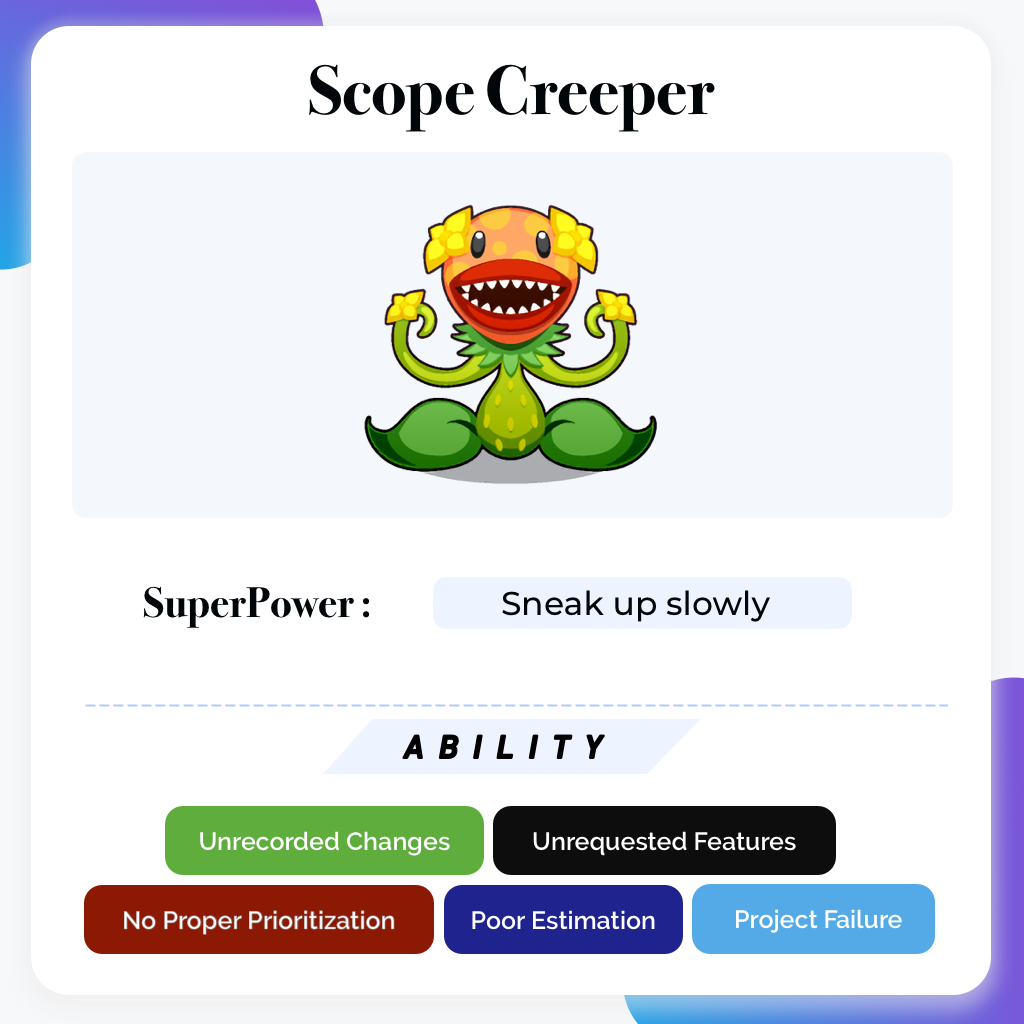 Scope Creeper
SuperPower : Sneak up slowly
ABILITY
Unrecorded Changes Unrequested Features
No Proper Prioritization Poor Estimation Project Failure